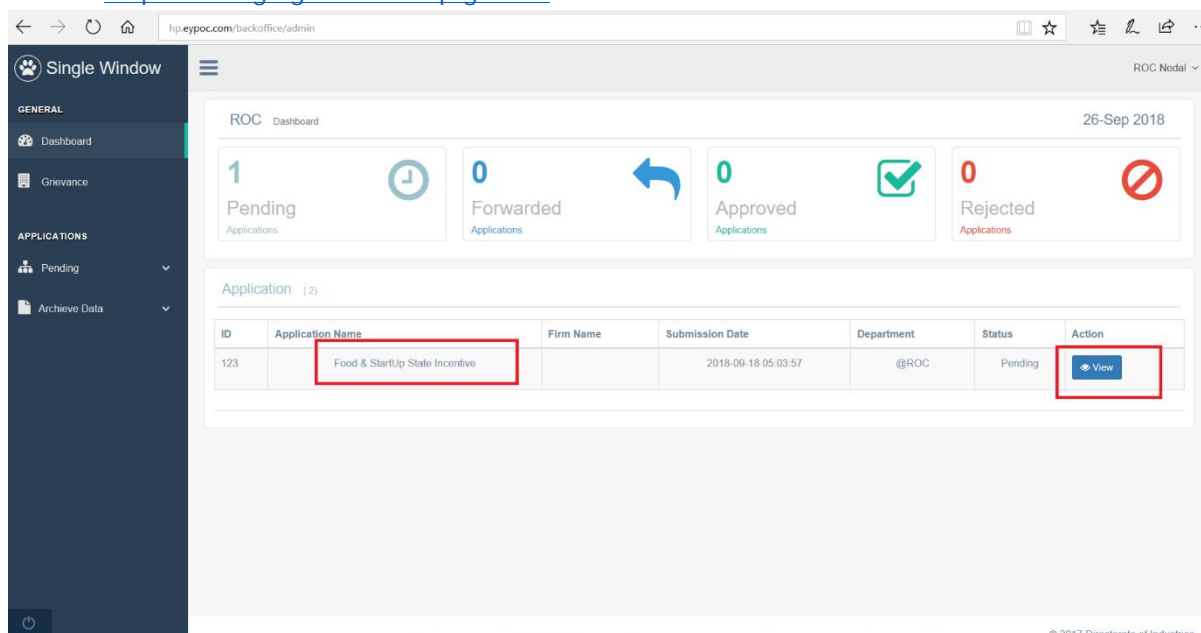 hp.eypoc.com/backoffice/admin
Single Window
ROC Nodal
GENERAL
Dashboard
Grievance
APPLICATIONS
Pending
Archieve Data
ROC Dashboard
26-Sep 2018
1
Pending
Applications
0
Forwarded
Applications
0
Approved
Applications
0
Rejected
Applications
Application (2)
ID Application Name Firm Name Submission Date Department Status Action
123 Food & StartUp State Incentive 2018-09-18 05:03:57 @ROC Pending View